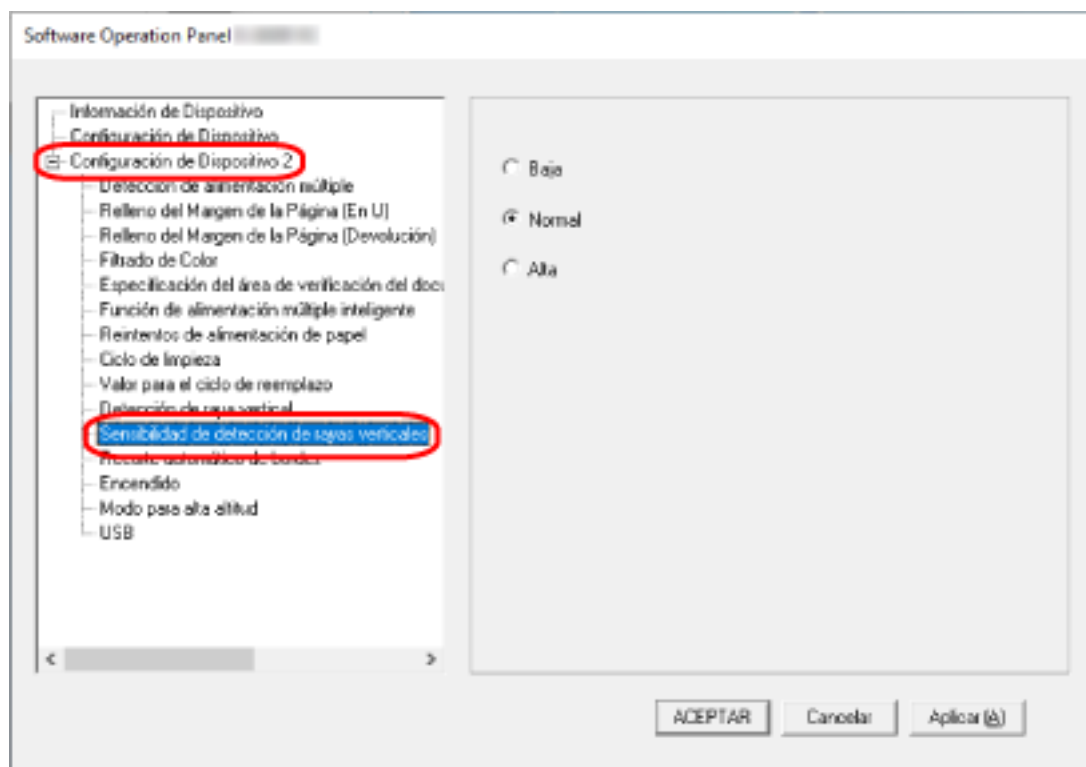 Software Operation Panel
Información de Dispositivo
Configuración de Dispositivo
Configuración de Dispositivo 2
Detección de alimentación múltiple
Relleno del Margen de la Página (En U)
Relleno del Margen de la Página (Devolución)
Filtrado de Color
Especificación del área de verificación del docu
Función de alimentación múltiple inteligente
Reintentos de alimentación de papel
Ciclo de limpieza
Valor para el ciclo de reemplazo
Detección de raya vertical
Sensibilidad de detección de rayas verticales
Recorte automático de bordes
Encendido
Modo para alta altitud
USB
Baja
Normal
Alta
ACEPTAR
Cancelar
Aplicar(A)